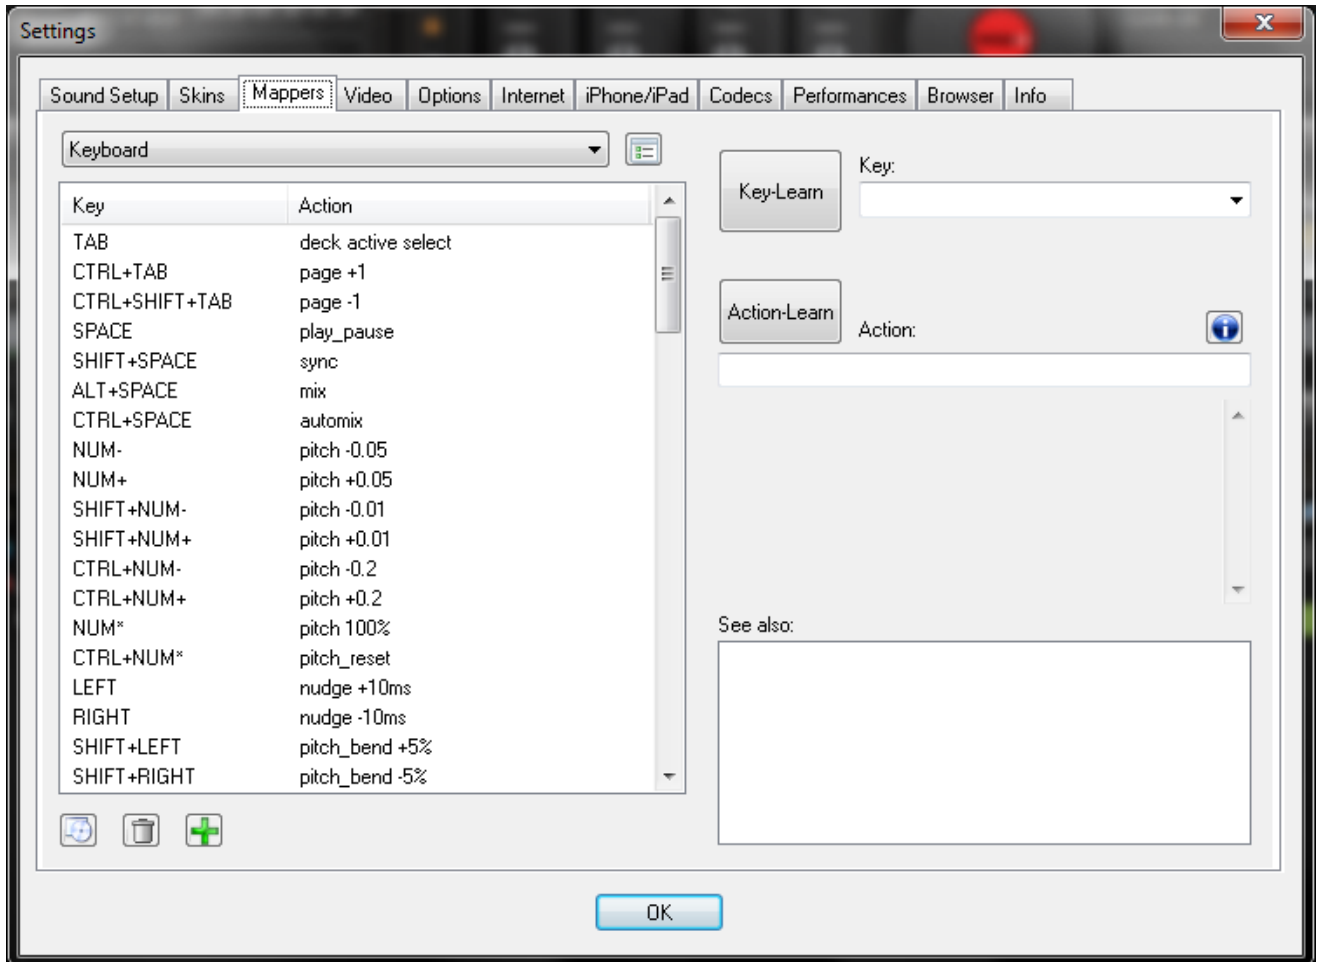 Settings
Sound Setup Skins Mappers Video Options Internet iPhone/iPad Codecs Performances Browser Info
Keyboard
Key Action
TAB deck active select
CTRL+TAB page +1
CTRL+SHIFT+TAB page -1
SPACE play_pause
SHIFT+SPACE sync
ALT+SPACE mix
CTRL+SPACE automix
NUM- pitch -0.05
NUM+ pitch +0.05
SHIFT+NUM- pitch -0.01
SHIFT+NUM+ pitch +0.01
CTRL+NUM- pitch -0.2
CTRL+NUM+ pitch +0.2
NUM* pitch 100%
CTRL+NUM* pitch_reset
LEFT nudge +10ms
RIGHT nudge -10ms
SHIFT+LEFT pitch_bend +5%
SHIFT+RIGHT pitch_bend -5%
Key-Learn
Key:
Action-Learn
Action:
See also:
OK